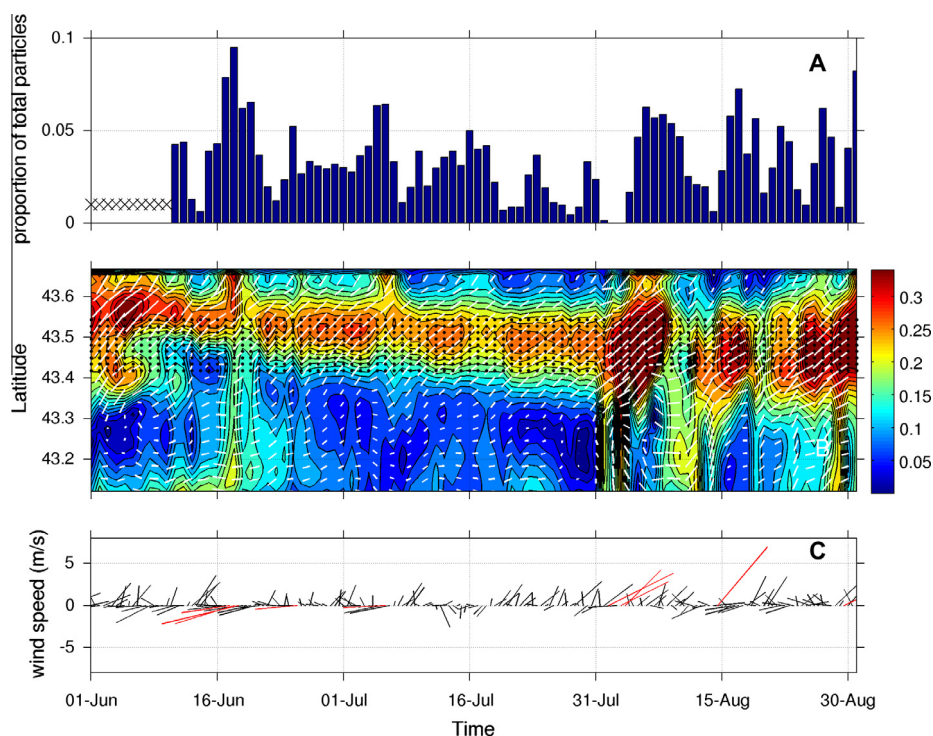 proportion of total particles
0.1
0.05
0
A
Latitude
43.6
43.5
43.4
43.3
43.2
B
0.3
0.25
0.2
0.15
0.1
0.05
wind speed (m/s)
5
0
-5
C
01-Jun 16-Jun 01-Jul 16-Jul 31-Jul 15-Aug 30-Aug
Time